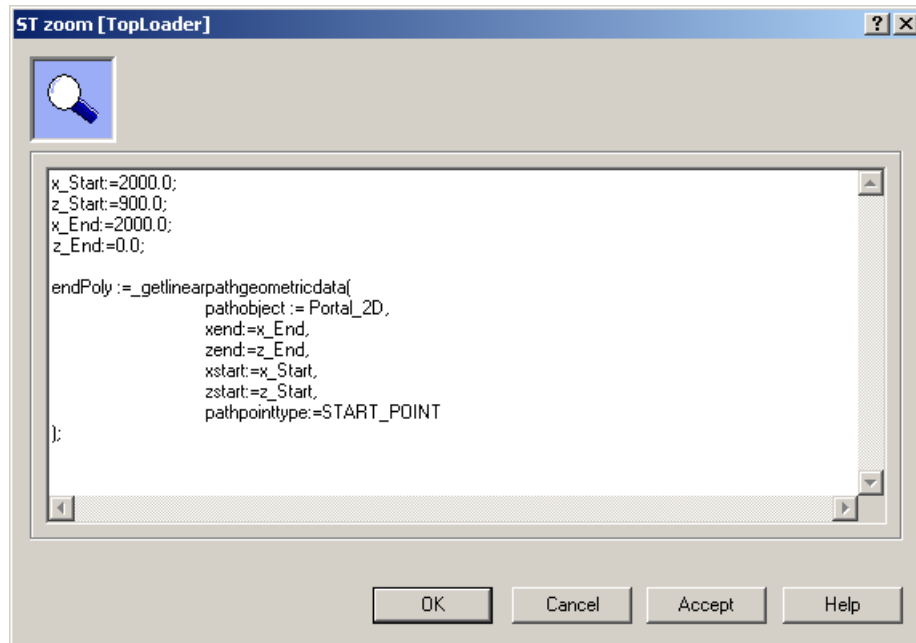 ST zoom [TopLoader]
x_Start:=2000.0;
z_Start:=900.0;
x_End:=2000.0;
z_End:=0.0;
endPoly :=_getlinearpathgeometricdata(
pathobject := Portal_2D,
xend:=x_End,
zend:=z_End,
xstart:=x_Start,
zstart:=z_Start,
pathpointtype:=START_POINT
);
OK Cancel Accept Help